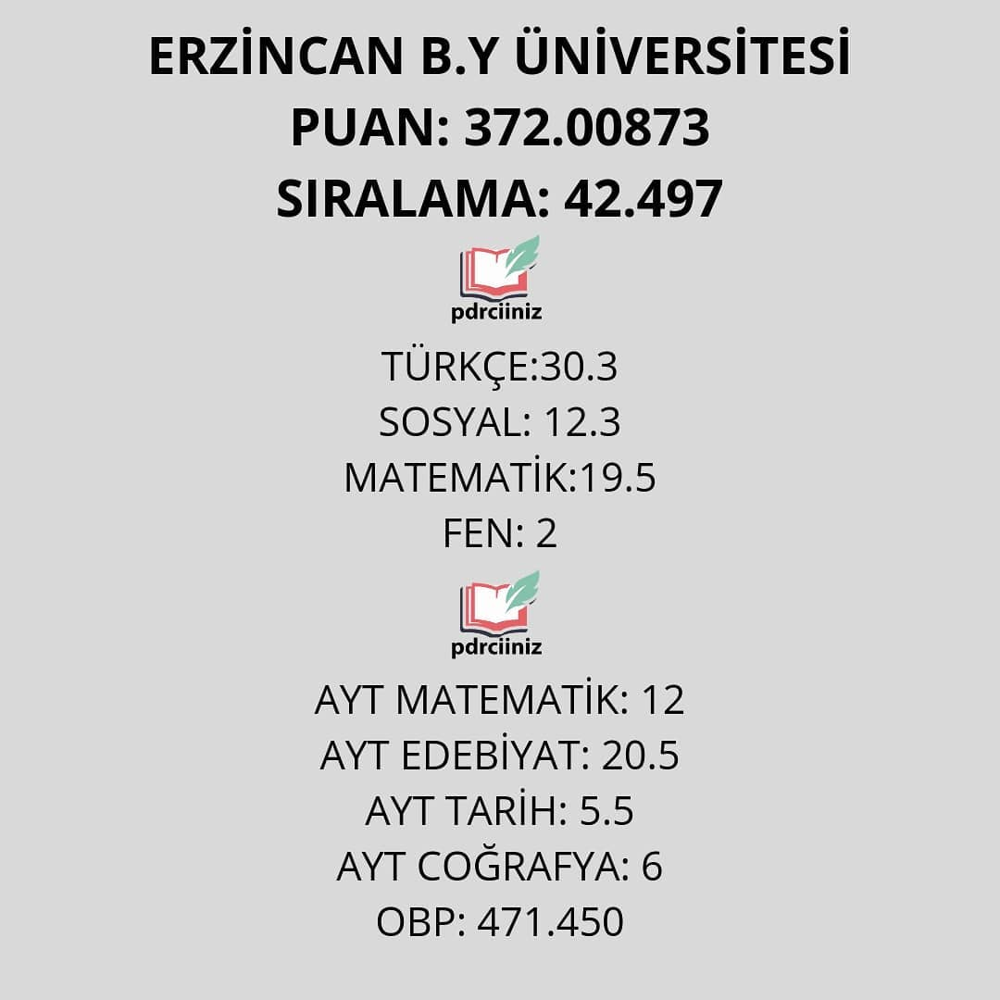 ERZİNCAN B.Y ÜNİVERSİTESİ
PUAN: 372.00873
SIRALAMA: 42.497
pdrciiniz
TÜRKÇE:30.3
SOSYAL: 12.3
MATEMATİK:19.5
FEN: 2
pdrciiniz
AYT MATEMATİK: 12
AYT EDEBİYAT: 20.5
AYT TARİH: 5.5
AYT COĞRAFYA: 6
OBP: 471.450